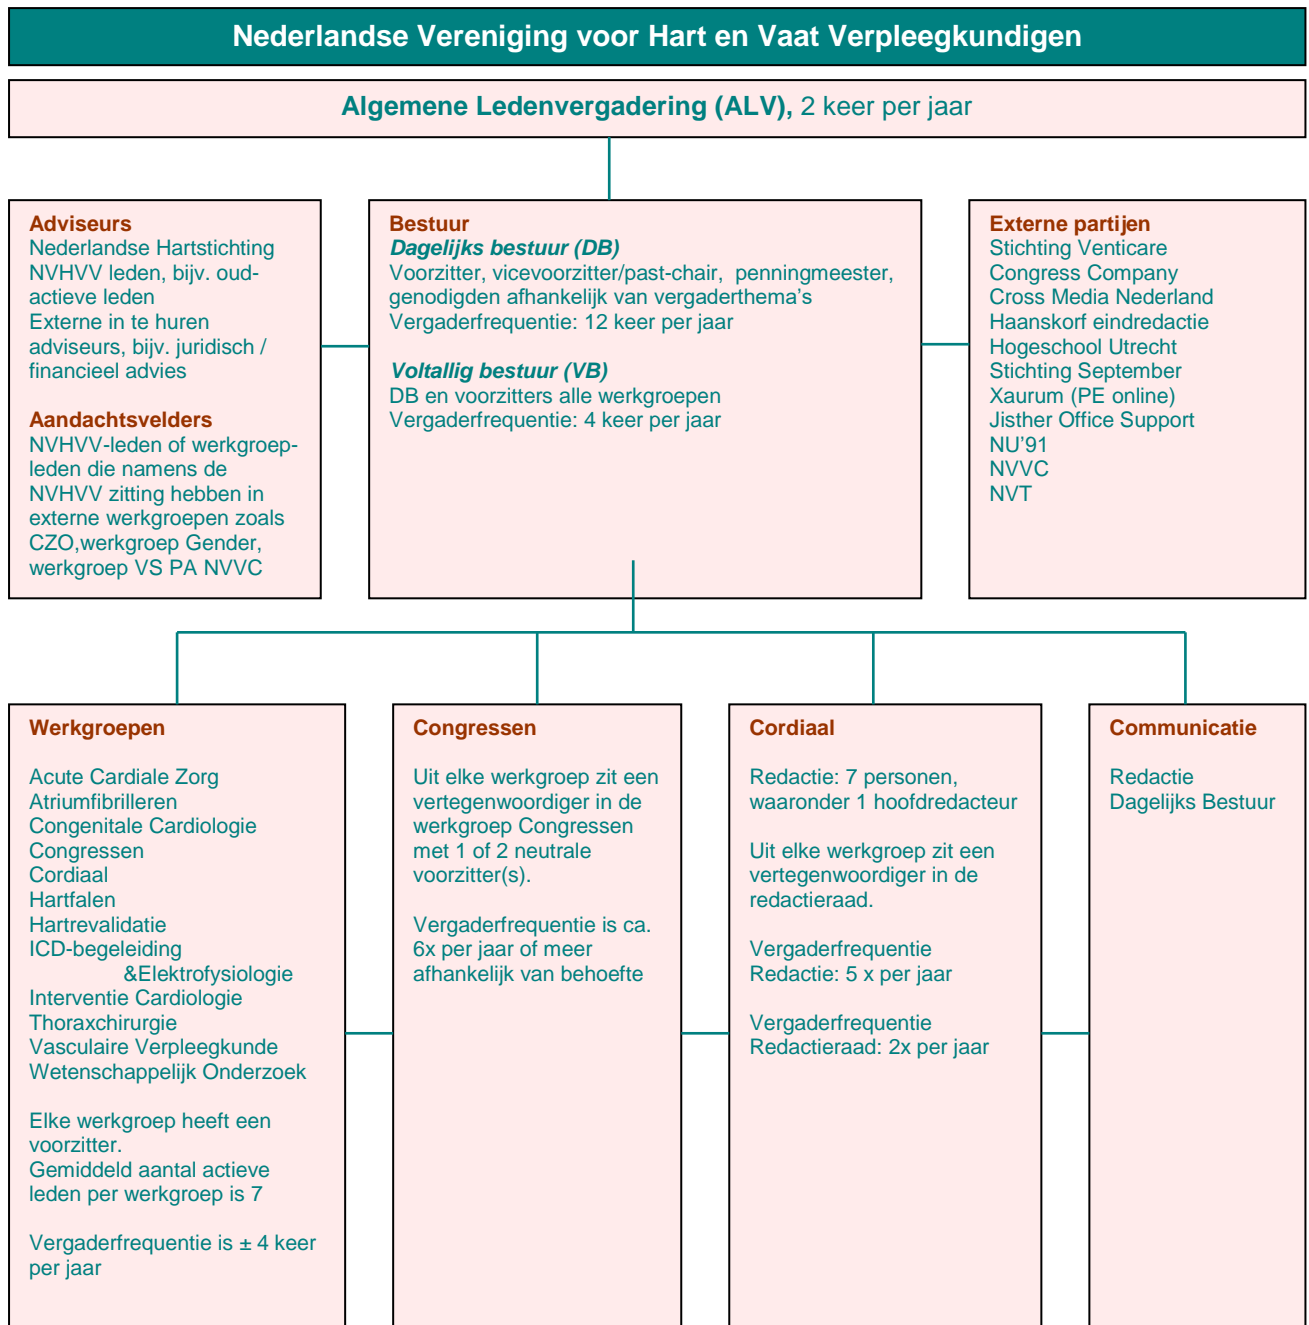 Nederlandse Vereniging voor Hart en Vaat Verpleegkundigen
Algemene Ledenvergadering (ALV), 2 keer per jaar
Adviseurs
Nederlandse Hartstichting
NVHVV leden, bijv. oud-
actieve leden
Externe in te huren
adviseurs, bijv. juridisch /
financieel advies
Aandachtsvelders
NVHVV-leden of werkgroep-
leden die namens de
NVHVV zitting hebben in
externe werkgroepen zoals
CZO,werkgroep Gender,
werkgroep VS PA NVVC
Bestuur
Dagelijks bestuur (DB)
Voorzitter, vicevoorzitter/past-chair, penningmeester,
genodigden afhankelijk van vergaderthema's
Vergaderfrequentie: 12 keer per jaar
Voltallig bestuur (VB)
DB en voorzitters alle werkgroepen
Vergaderfrequentie: 4 keer per jaar
Externe partijen
Stichting Venticare
Congress Company
Cross Media Nederland
Haanskorf eindredactie
Hogeschool Utrecht
Stichting September
Xaurum (PE online)
Jisther Office Support
NU'91
NVVC
NVT
Werkgroepen
Acute Cardiale Zorg
Atriumfibrilleren
Congenitale Cardiologie
Congressen
Cordiaal
Hartfalen
Hartrevalidatie
ICD-begeleiding
&Elektrofysiologie
Interventie Cardiologie
Thoraxchirurgie
Vasculaire Verpleegkunde
Wetenschappelijk Onderzoek
Elke werkgroep heeft een
voorzitter.
Gemiddeld aantal actieve
leden per werkgroep is 7
Vergaderfrequentie is ± 4 keer
per jaar
Congressen
Uit elke werkgroep zit een
vertegenwoordiger in de
werkgroep Congressen
met 1 of 2 neutrale
voorzitter(s).
Vergaderfrequentie is ca.
6x per jaar of meer
afhankelijk van behoefte
Cordiaal
Redactie: 7 personen,
waaronder 1 hoofdredacteur
Uit elke werkgroep zit een
vertegenwoordiger in de
redactieraad.
Vergaderfrequentie
Redactie: 5 x per jaar
Vergaderfrequentie
Redactieraad: 2x per jaar
Communicatie
Redactie
Dagelijks Bestuur